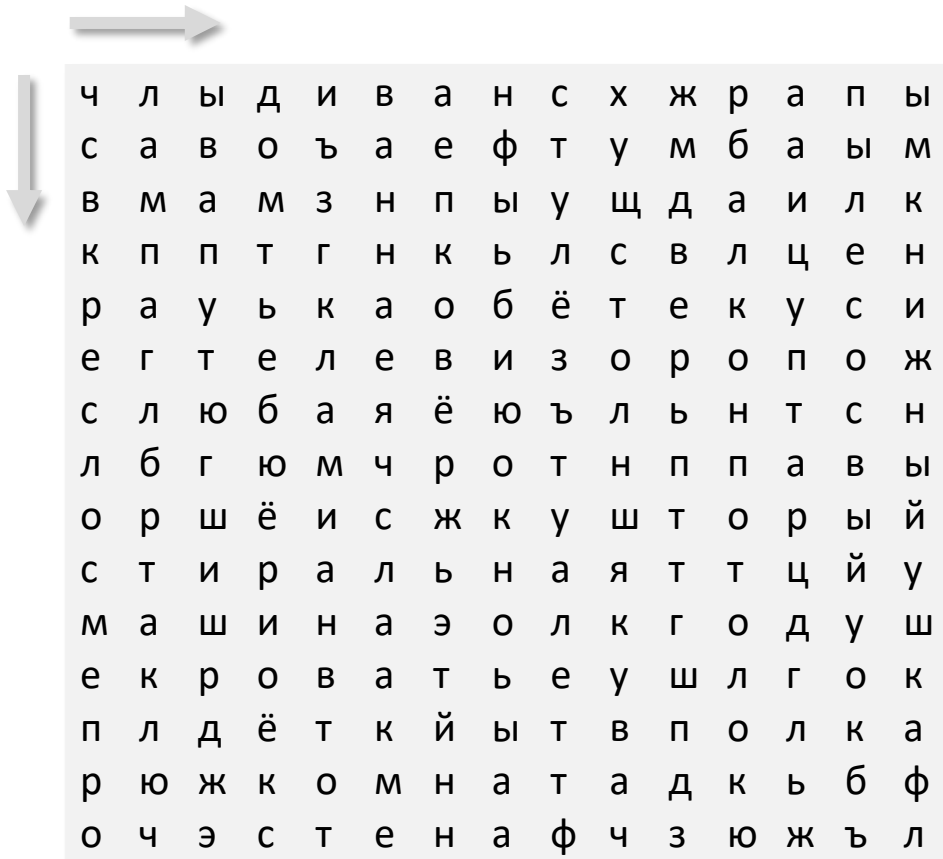 ч л ы д и в а н с х ж р а п ы
с а в о ъ а е ф т у м б а ы м
в м а м з н п ы у щ д а и л к
к п п т г н к ь л с в л ц е н
р а у ь к а о б ё т е к у с и
е г т е л е в и з о р о п о ж
с л ю б а я ё ю ъ л ь н т с н
л б г ю м ч р о т н п п а в ы
о р ш ё и с ж к у ш т о р ы й
с т и р а л ь н а я т т ц й у
м а ш и н а э о л к г о д у ш
е к р о в а т ь е у ш л г о к
п л д ё т к й ы т в п о л к а
р ю ж к о м н а т а д к ь б ф
о ч э с т е н а ф ч з ю ж ъ л